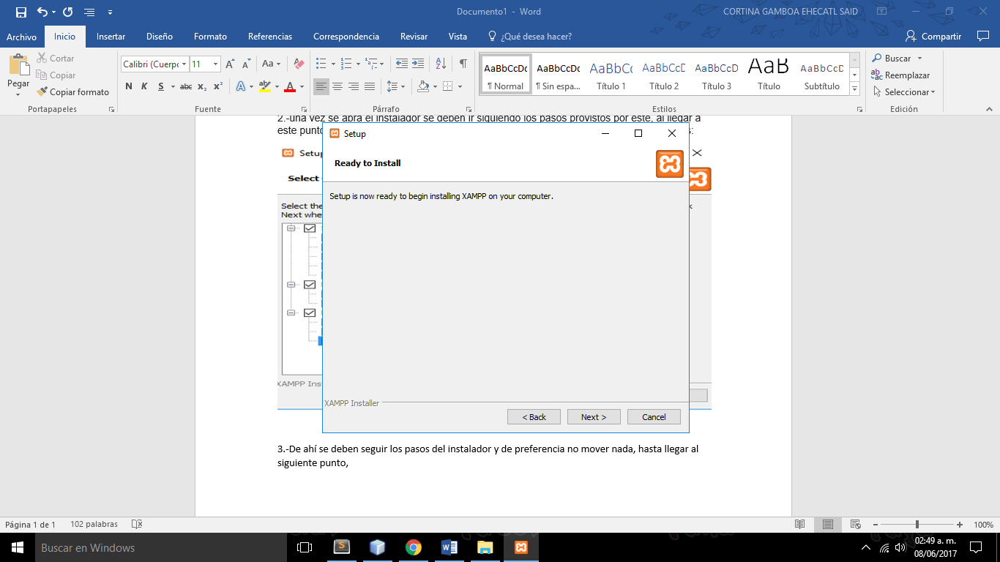 Documento1 - Word
CORTINA GAMBOA EHECATL SAID
Archivo
Inicio
Insertar
Diseño
Formato
Referencias
Correspondencia
Revisar
Vista
¿Qué desea hacer?
Compartir
Pegar
Cortar
Copiar
Copiar formato
Portapapeles
Calibri (Cuerpo
11
Aa
N K S abc x₂ x²
Fuente
Párrafo
AaBbCcDc
¶ Normal
AaBbCcDc
¶ Sin espa...
AaBbCc
Título 1
AaBbCcD
Título 2
AaBbCcD
Título 3
AaB
Título
AaBbCcD
Subtítulo
Estilos
Buscar
Reemplazar
Seleccionar
Edición
2.-una vez se abra el instalador se deben ir siguiendo los pasos provistos por este, al llegar a
este punto
Setup
Select
Select the
Next whe
XAMPP Ins
Setup
Ready to Install
Setup is now ready to begin installing XAMPP on your computer.
XAMPP Installer
< Back
Next >
Cancel
3.-De ahí se deben seguir los pasos del instalador y de preferencia no mover nada, hasta llegar al
siguiente punto,
Página 1 de 1
102 palabras
100%
Buscar en Windows
02:49 a. m.
08/06/2017